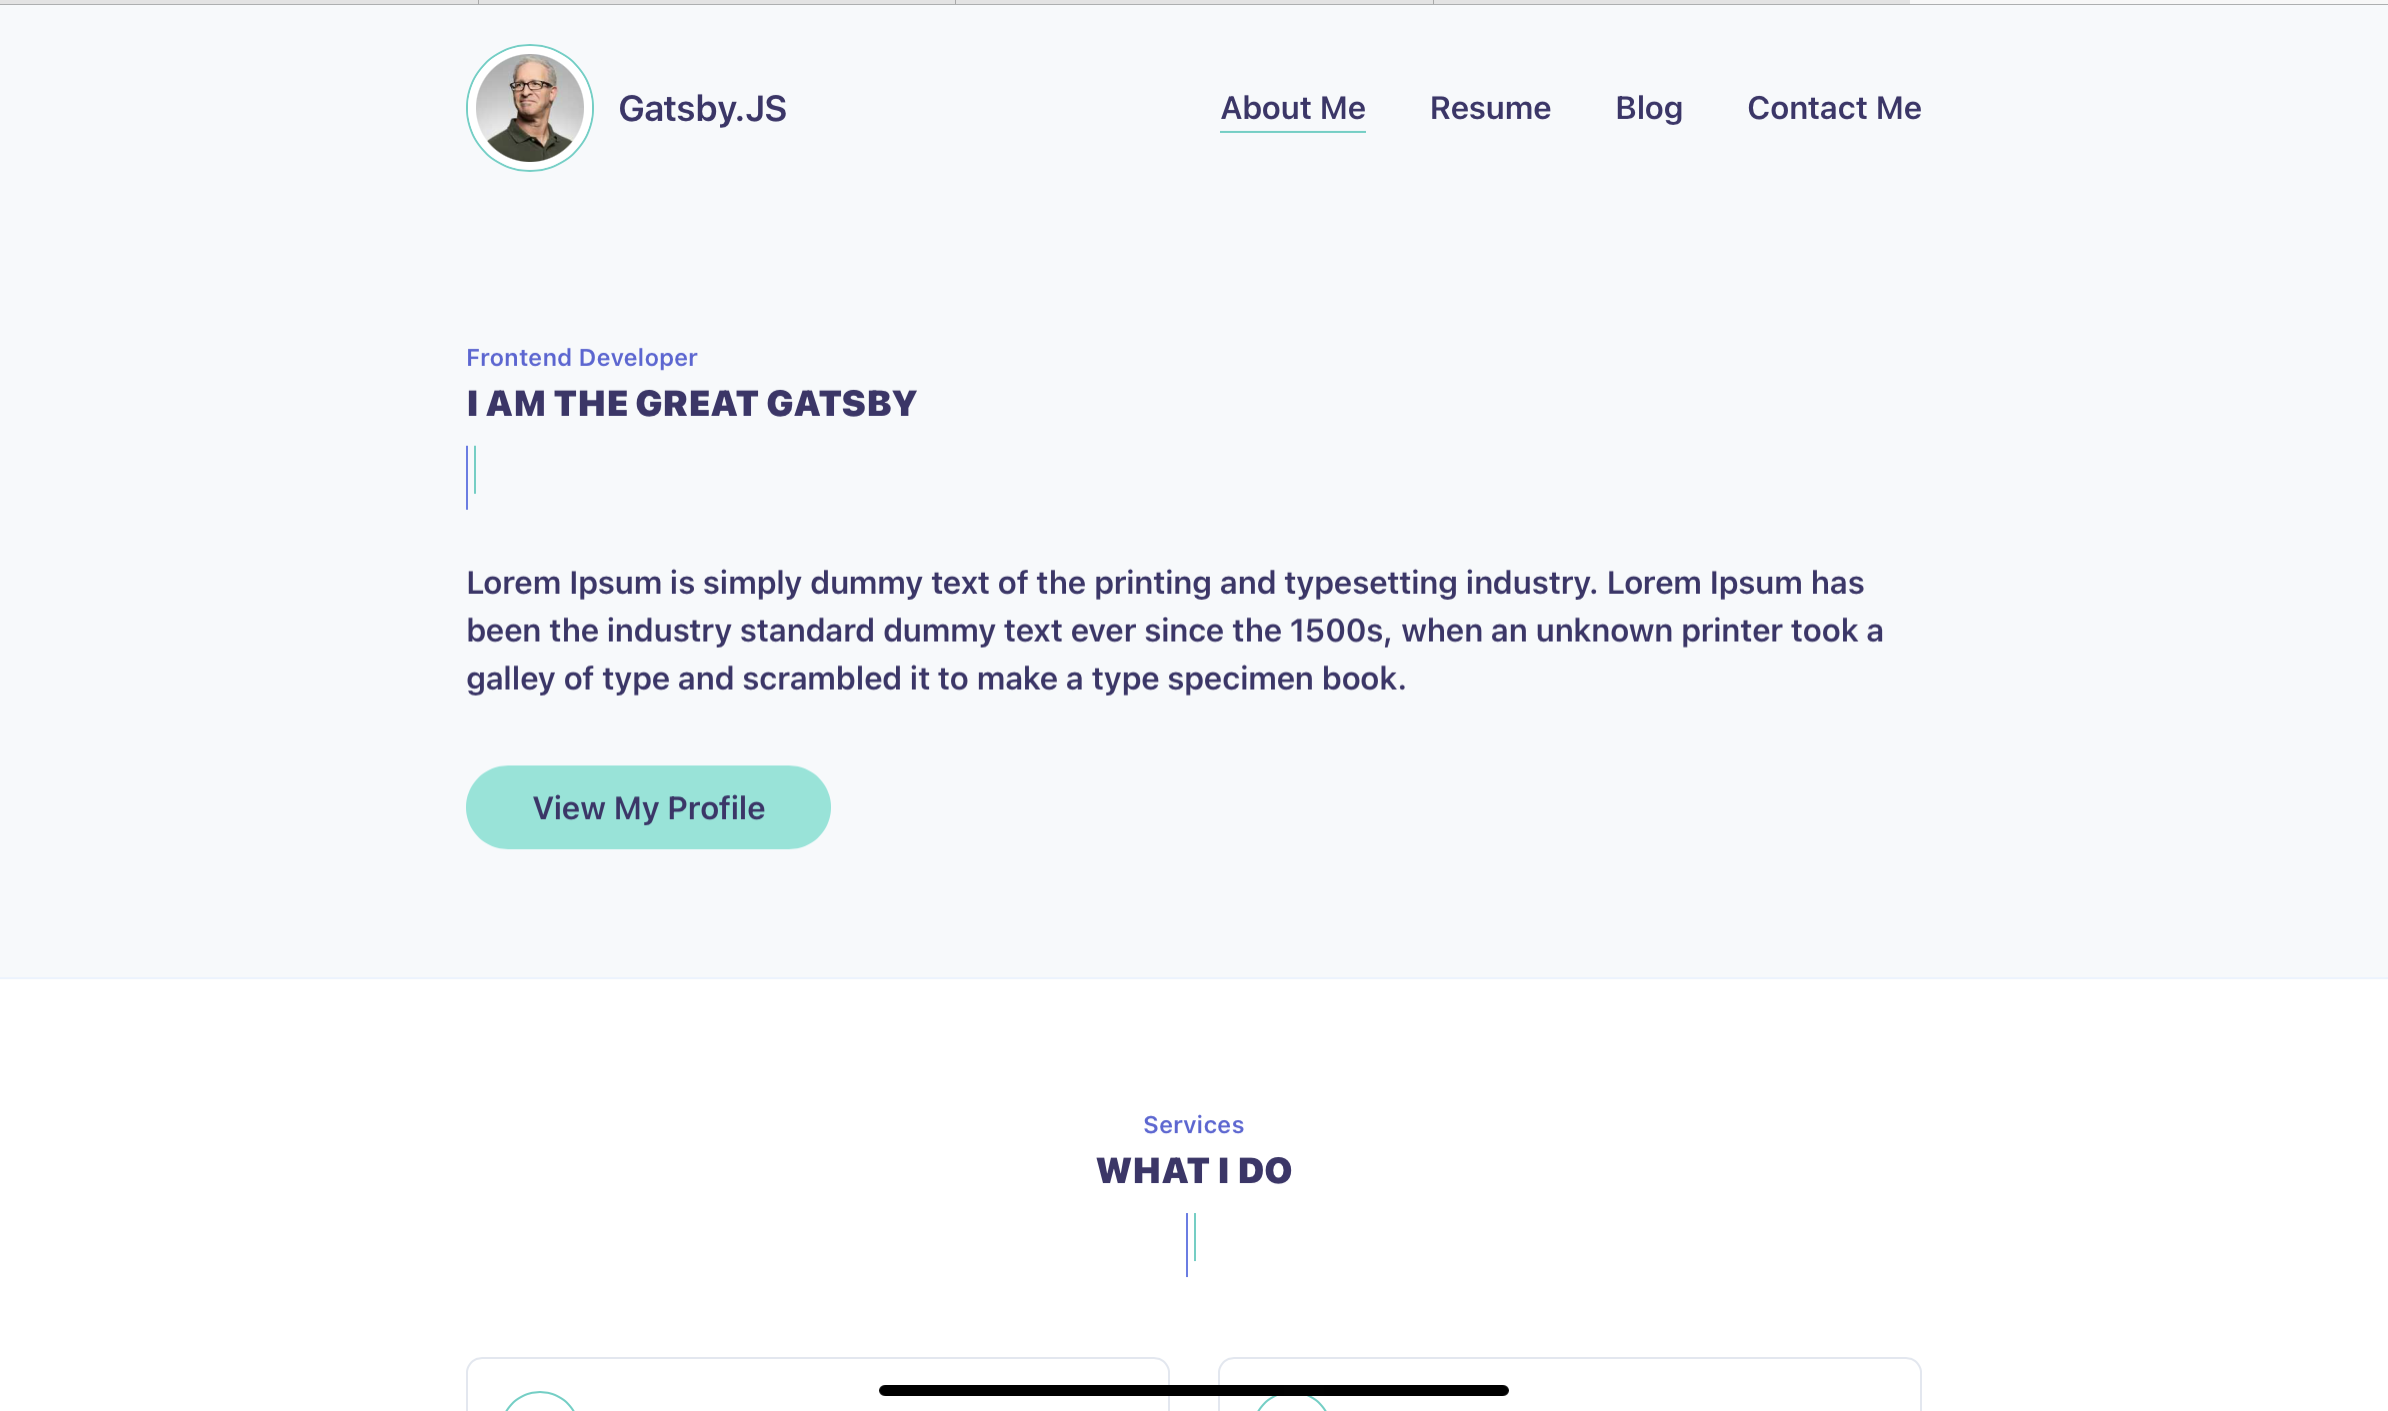 Gatsby.JS
About Me
Resume
Blog
Contact Me
Frontend Developer
I AM THE GREAT GATSBY
Lorem Ipsum is simply dummy text of the printing and typesetting industry. Lorem Ipsum has
been the industry standard dummy text ever since the 1500s, when an unknown printer took a
galley of type and scrambled it to make a type specimen book.
View My Profile
Services
WHAT I DO